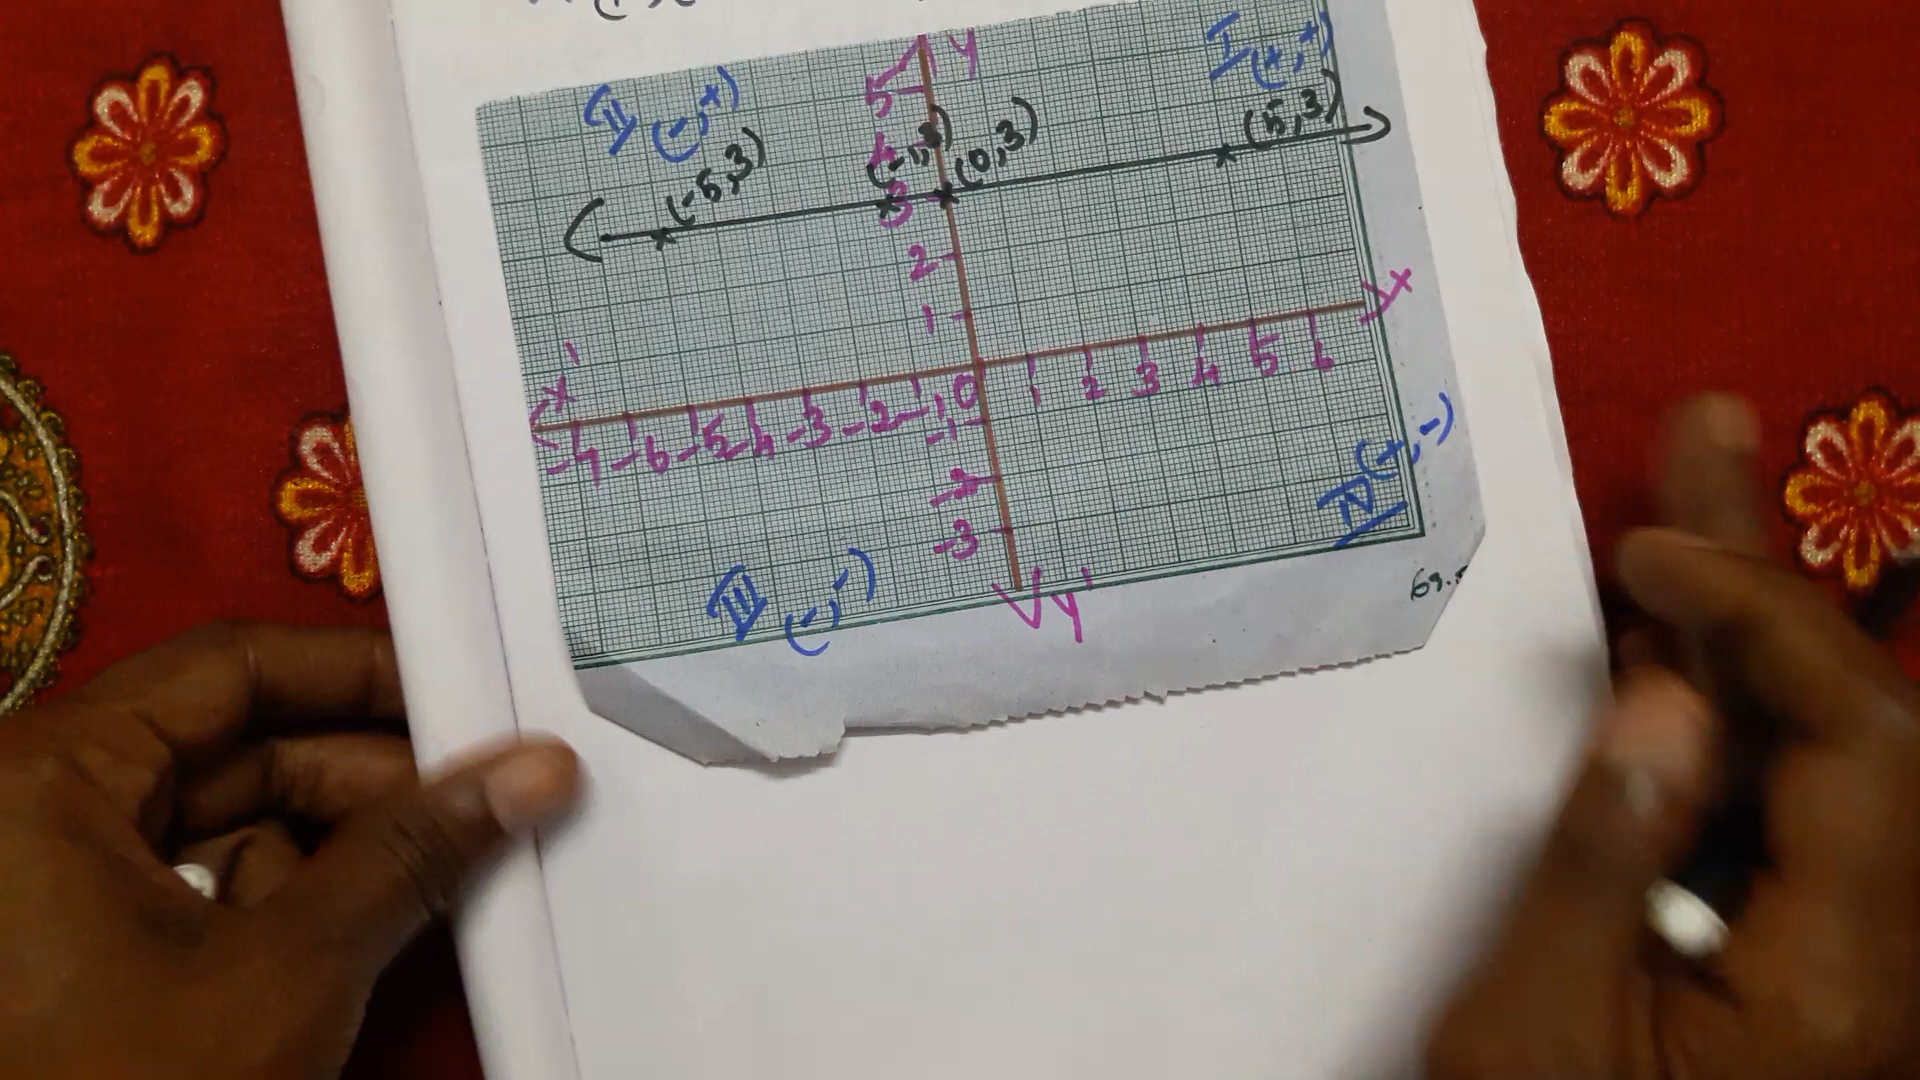 y
5
I (+,+)
II (-,+)
(5,3)
4
(-1,3)
(0,3)
(-5,3)
3
2
1
x
x'
-7 -6 -5 -4 -3 -2 -1 0 1 2 3 4 5 6
-1
-2
-3
IV (+,-)
III (-,-)
y'